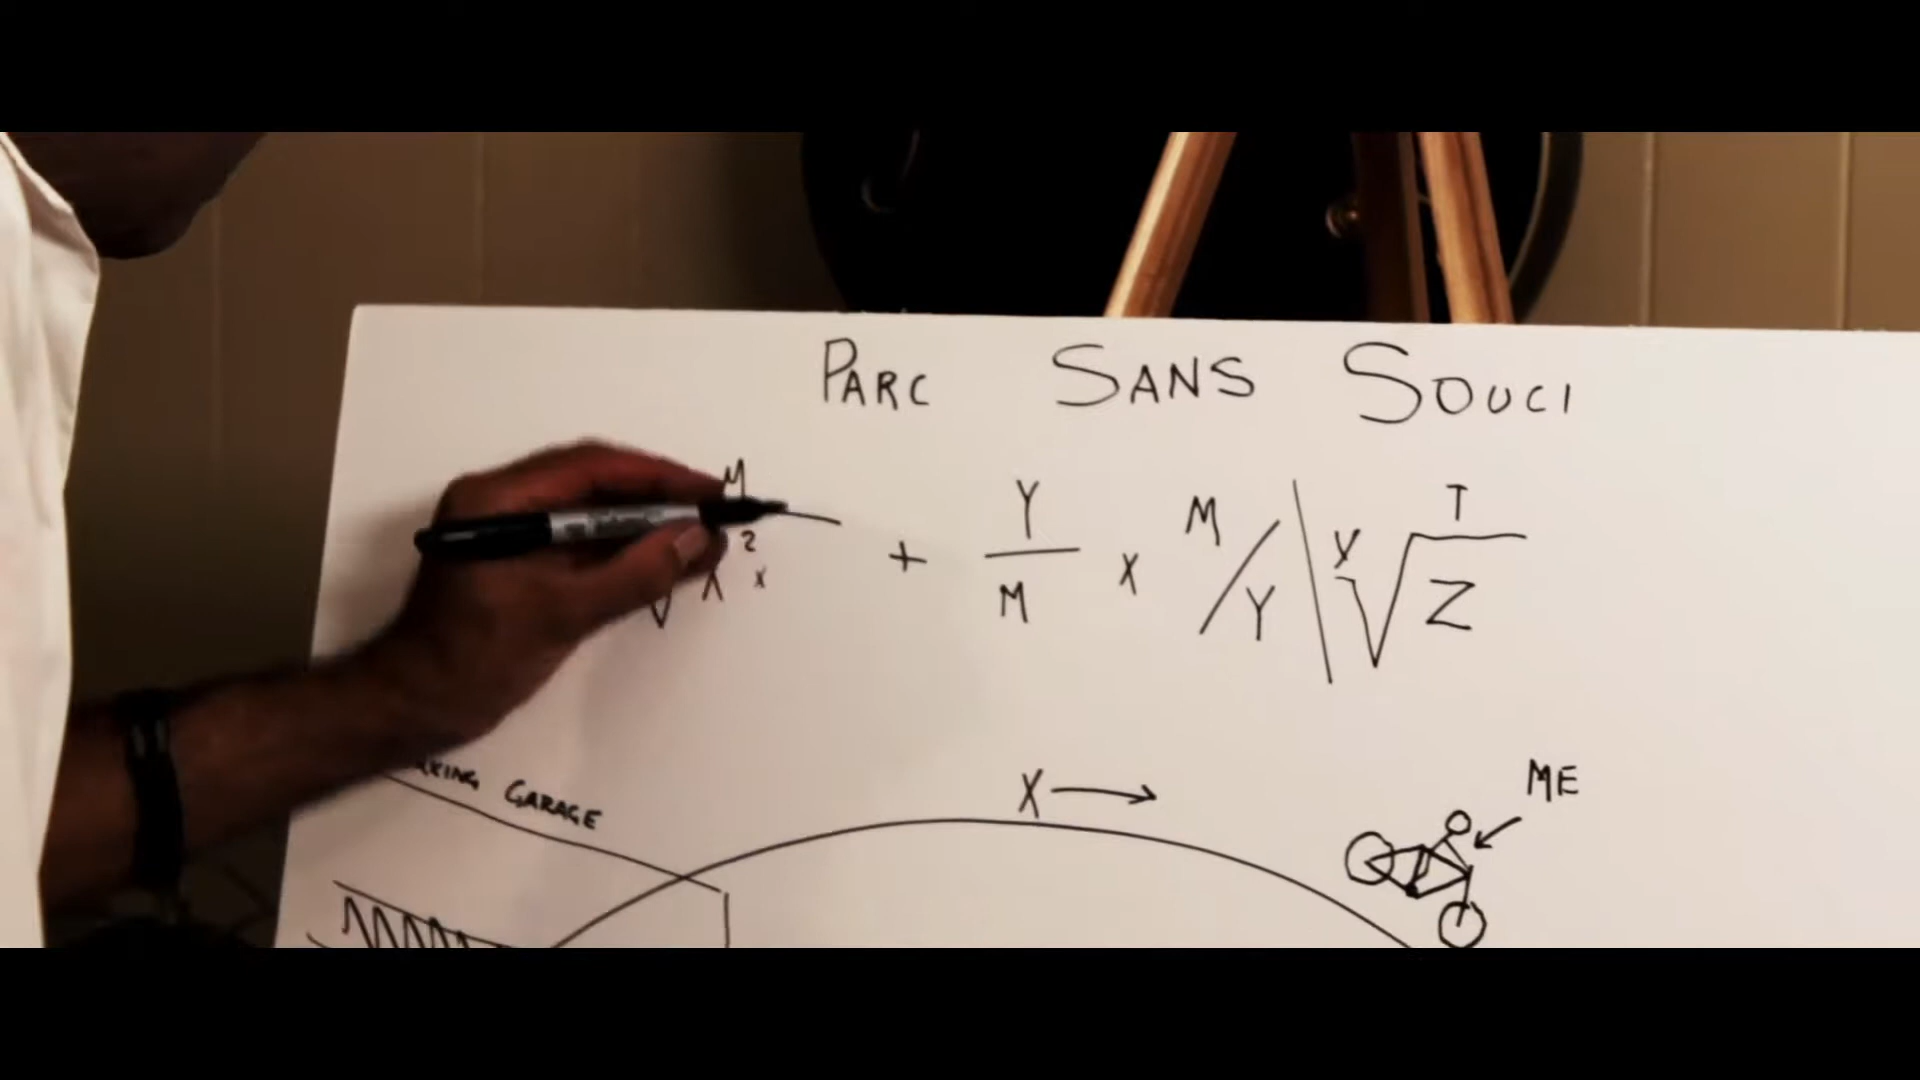 PARC SANS SOUCI
M 2 x + Y M x M / Y | Y √ T Z
GARAGE
X → ME